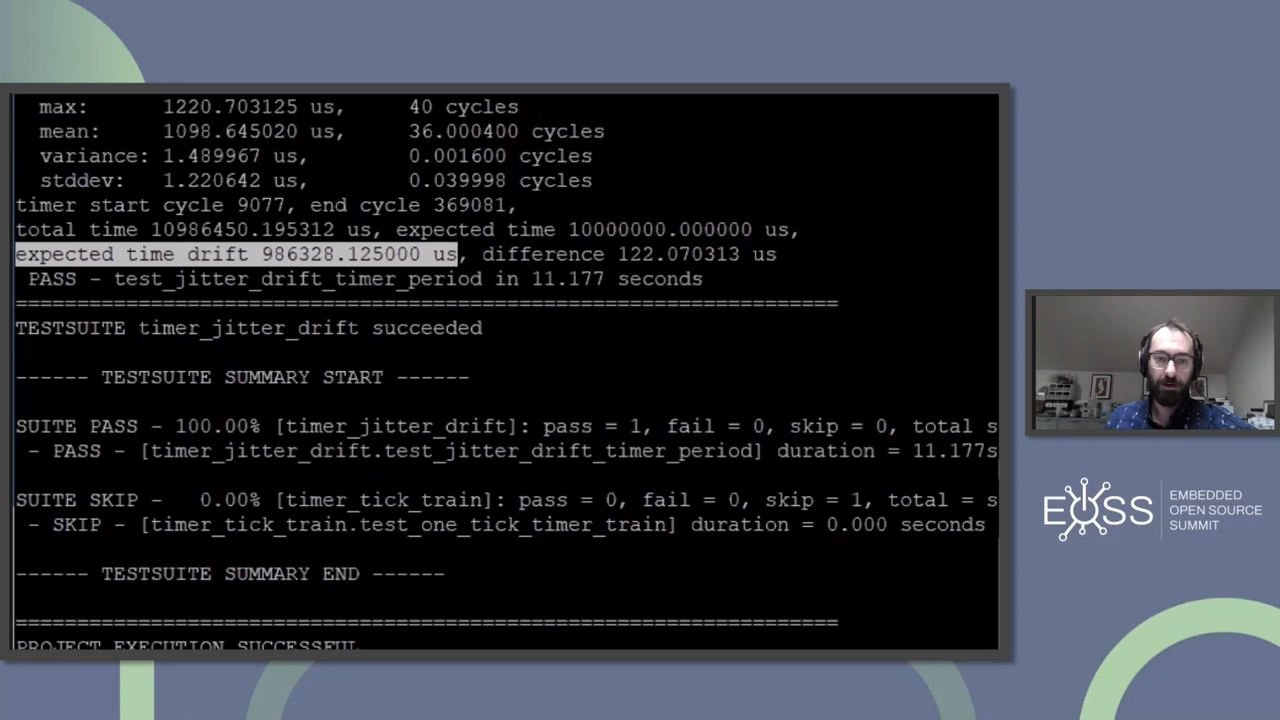 max: 1220.703125 us, 40 cycles
mean: 1098.645020 us, 36.000400 cycles
variance: 1.489967 us, 0.001600 cycles
stddev: 1.220642 us, 0.039998 cycles
timer start cycle 9077, end cycle 369081,
total time 10986450.195312 us, expected time 10000000.000000 us,
expected time drift 986328.125000 us, difference 122.070313 us
PASS - test_jitter_drift_timer_period in 11.177 seconds
===================================================================
TESTSUITE timer_jitter_drift succeeded
------ TESTSUITE SUMMARY START ------
SUITE PASS - 100.00% [timer_jitter_drift]: pass = 1, fail = 0, skip = 0, total s
- PASS - [timer_jitter_drift.test_jitter_drift_timer_period] duration = 11.177s
SUITE SKIP - 0.00% [timer_tick_train]: pass = 0, fail = 0, skip = 1, total = s
- SKIP - [timer_tick_train.test_one_tick_timer_train] duration = 0.000 seconds
------ TESTSUITE SUMMARY END ------
===================================================================
PROJECT EXECUTION SUCCESSFUL
EOSS
EMBEDDED
OPEN SOURCE
SUMMIT